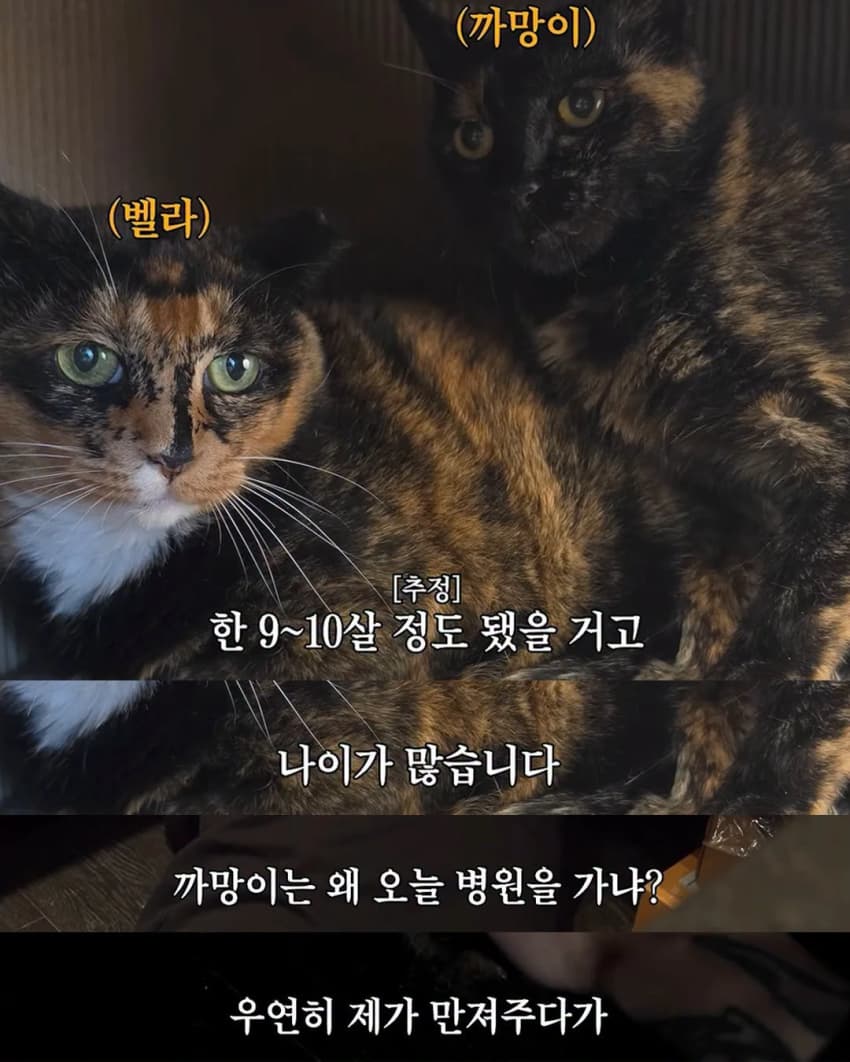 (까망이)
(벨라)
[추정]
한 9~10살 정도 됐을 거고
나이가 많습니다
까망이는 왜 오늘 병원을 가냐?
우연히 제가 만져주다가